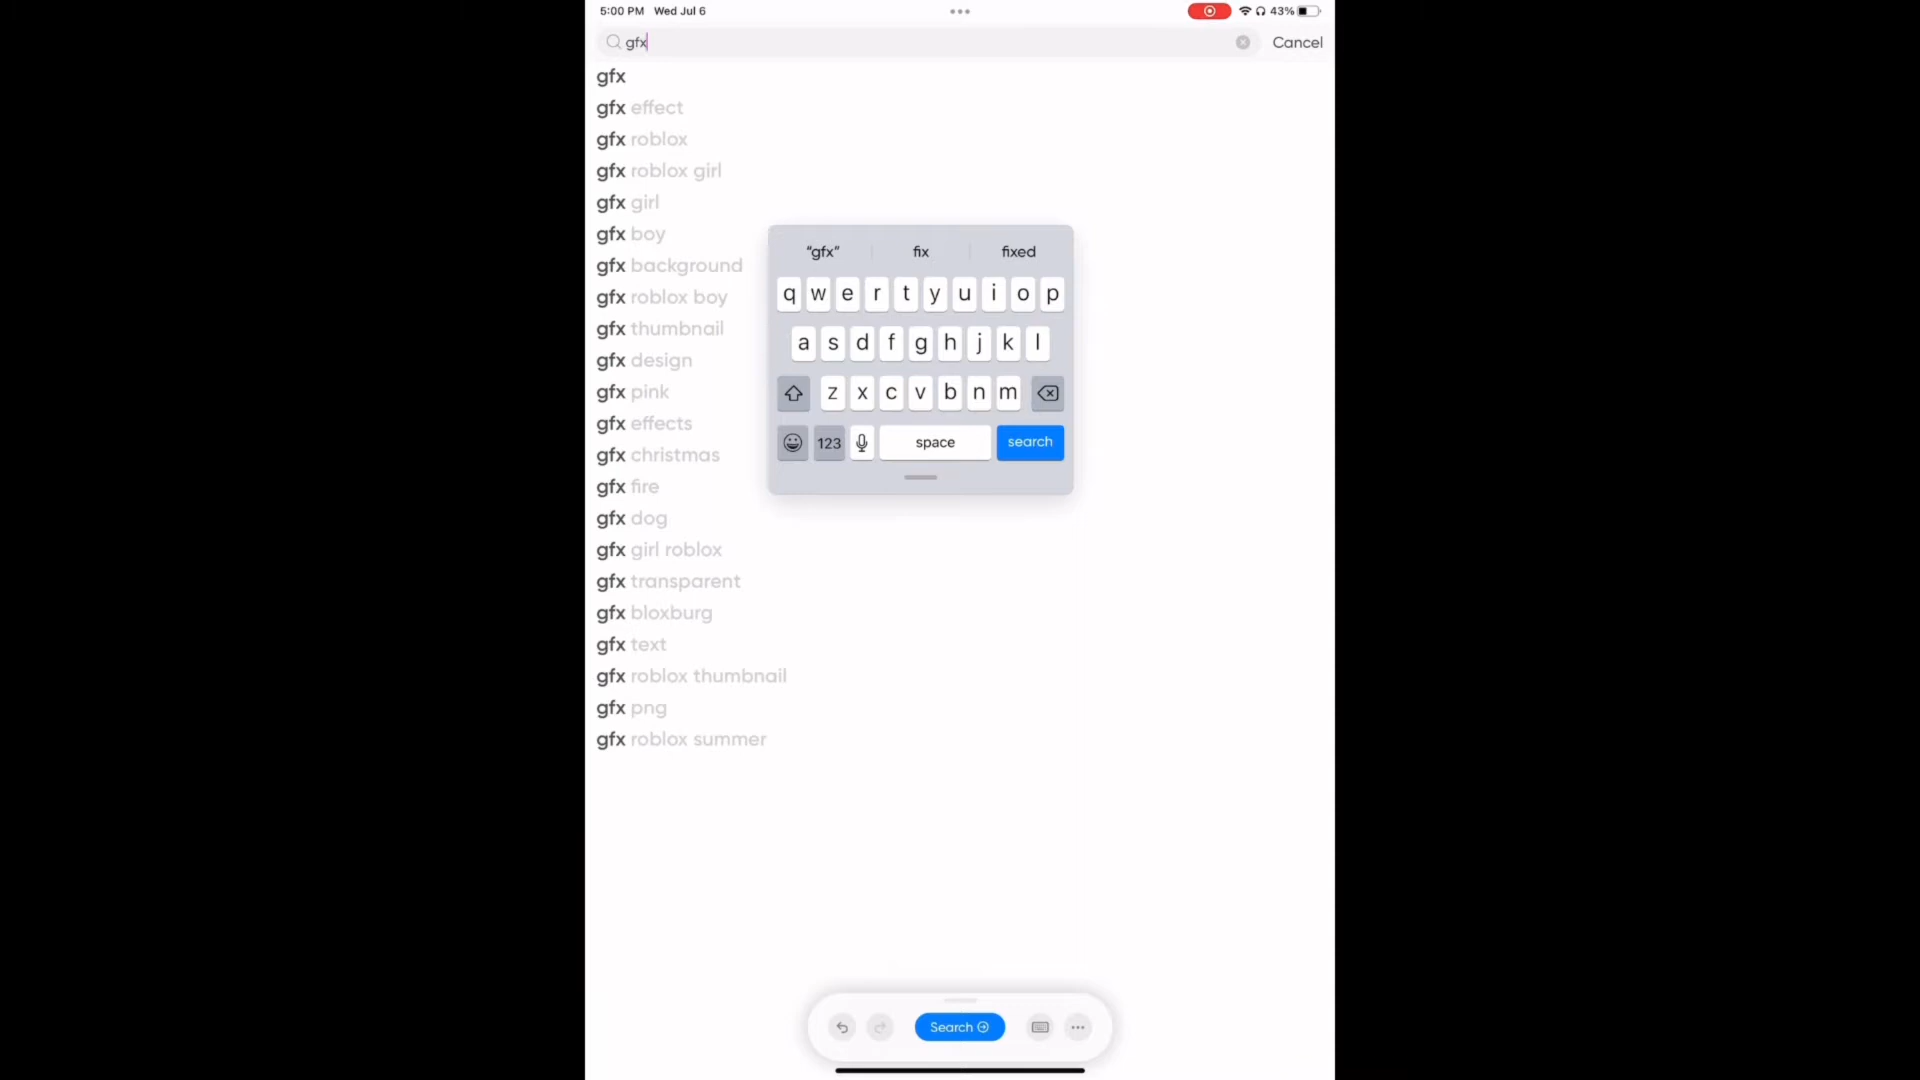 5:00 PM Wed Jul 6
43%
gfx
Cancel
gfx
gfx effect
gfx roblox
gfx roblox girl
gfx girl
gfx boy
gfx background
gfx roblox boy
gfx thumbnail
gfx design
gfx pink
gfx effects
gfx christmas
gfx fire
gfx dog
gfx girl roblox
gfx transparent
gfx bloxburg
gfx text
gfx roblox thumbnail
gfx png
gfx roblox summer
“gfx” fix fixed
q w e r t y u i o p
a s d f g h j k l
z x c v b n m
123 space search
Search